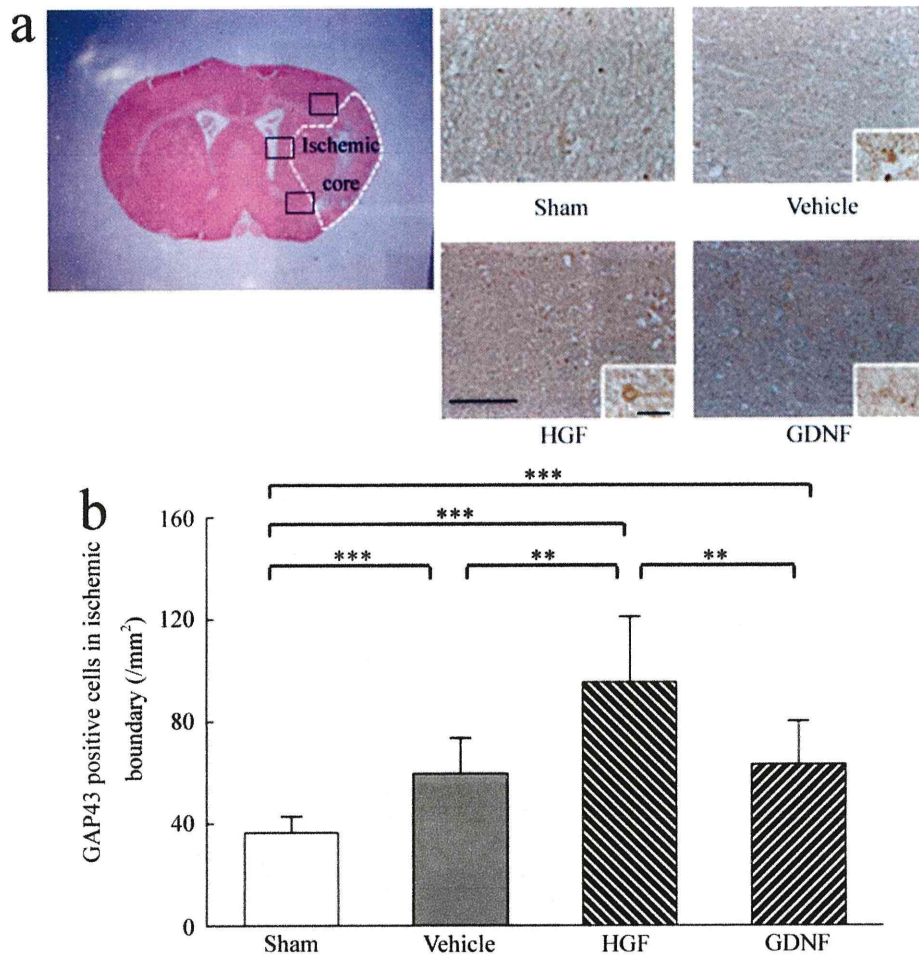 a
Ischemic
core
Sham
Vehicle
HGF
GDNF
b
GAP43 positive cells in ischemic
boundary (/mm²)
160
120
80
40
0
***
***
***
**
**
Sham
Vehicle
HGF
GDNF